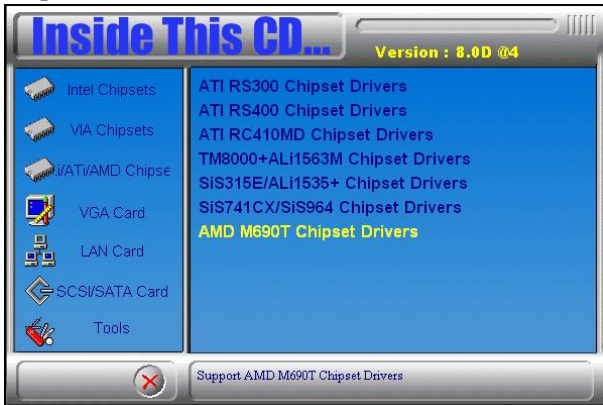 Inside This CD...
Version : 8.0D @4
Intel Chipsets
VIA Chipsets
i/ATi/AMD Chipse
VGA Card
LAN Card
SCSI/SATA Card
Tools
ATI RS300 Chipset Drivers
ATI RS400 Chipset Drivers
ATI RC410MD Chipset Drivers
TM8000+ALi1563M Chipset Drivers
SiS315E/ALi1535+ Chipset Drivers
SiS741CX/SiS964 Chipset Drivers
AMD M690T Chipset Drivers
Support AMD M690T Chipset Drivers